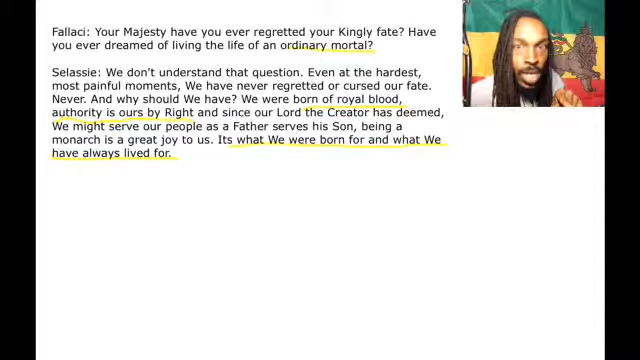 Fallaci: Your Majesty have you ever regretted your Kingly fate? Have
you ever dreamed of living the life of an ordinary mortal?
Selassie: We don't understand that question. Even at the hardest,
most painful moments, We have never regretted or cursed our fate.
Never. And why should We have? We were born of royal blood,
authority is ours by Right and since our Lord the Creator has deemed,
We might serve our people as a Father serves his Son, being a
monarch is a great joy to us. Its what We were born for and what We
have always lived for.